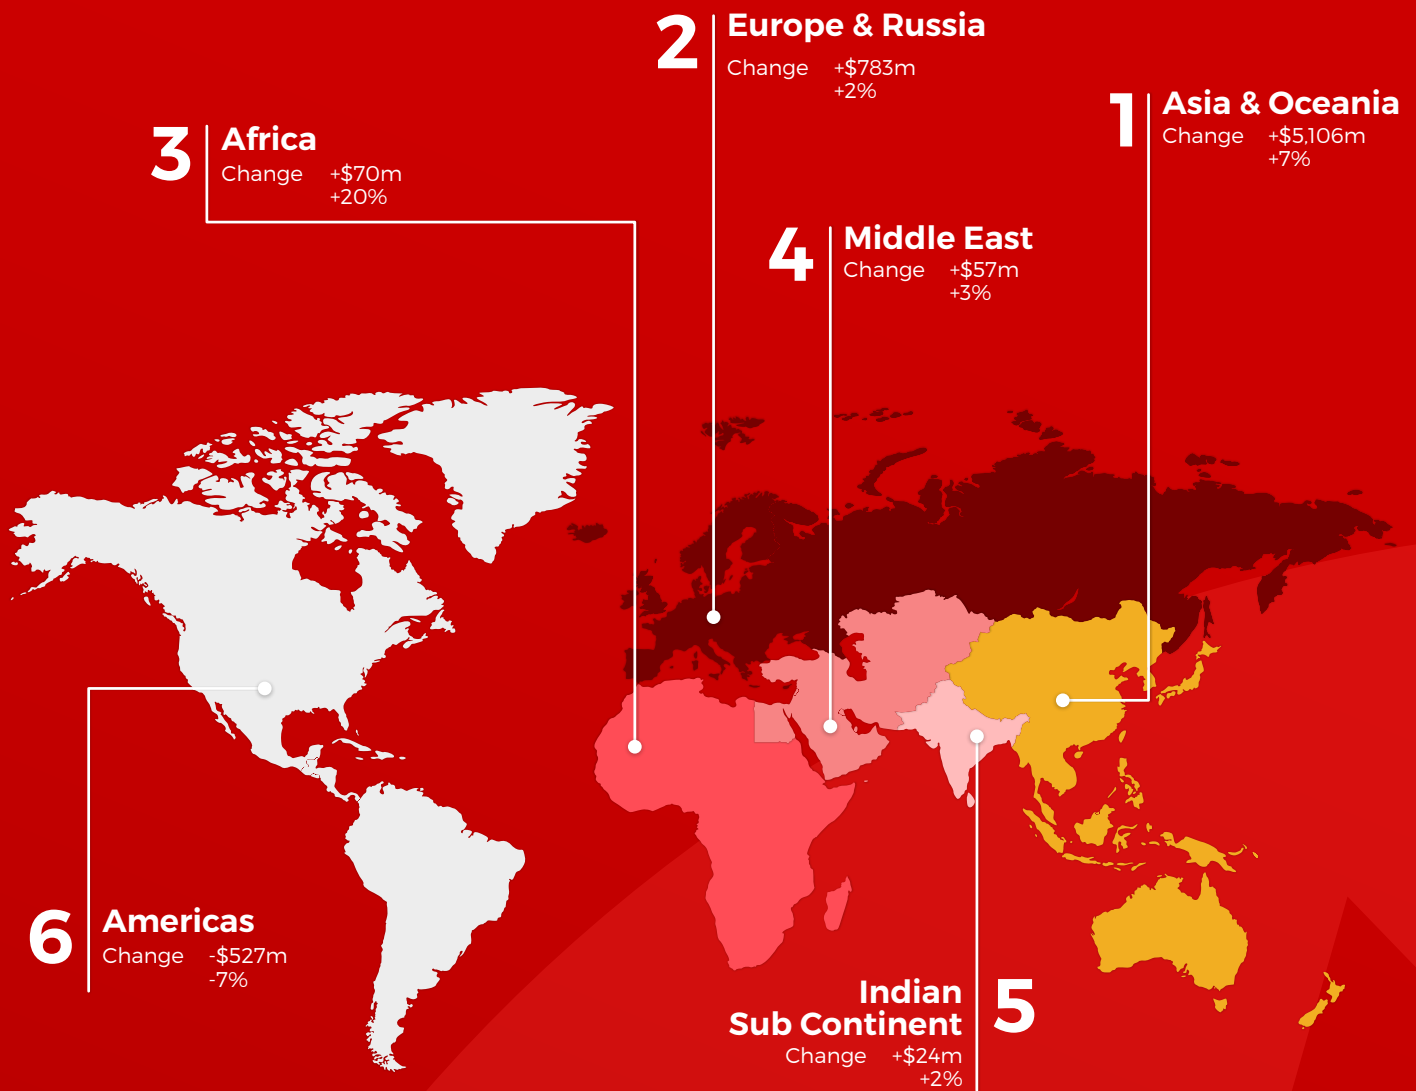 2
Europe & Russia
Change +$783m
+2%
1
Asia & Oceania
Change +$5,106m
+7%
3
Africa
Change +$70m
+20%
4
Middle East
Change +$57m
+3%
6
Americas
Change -$527m
-7%
Indian
Sub Continent
5
Change +$24m
+2%